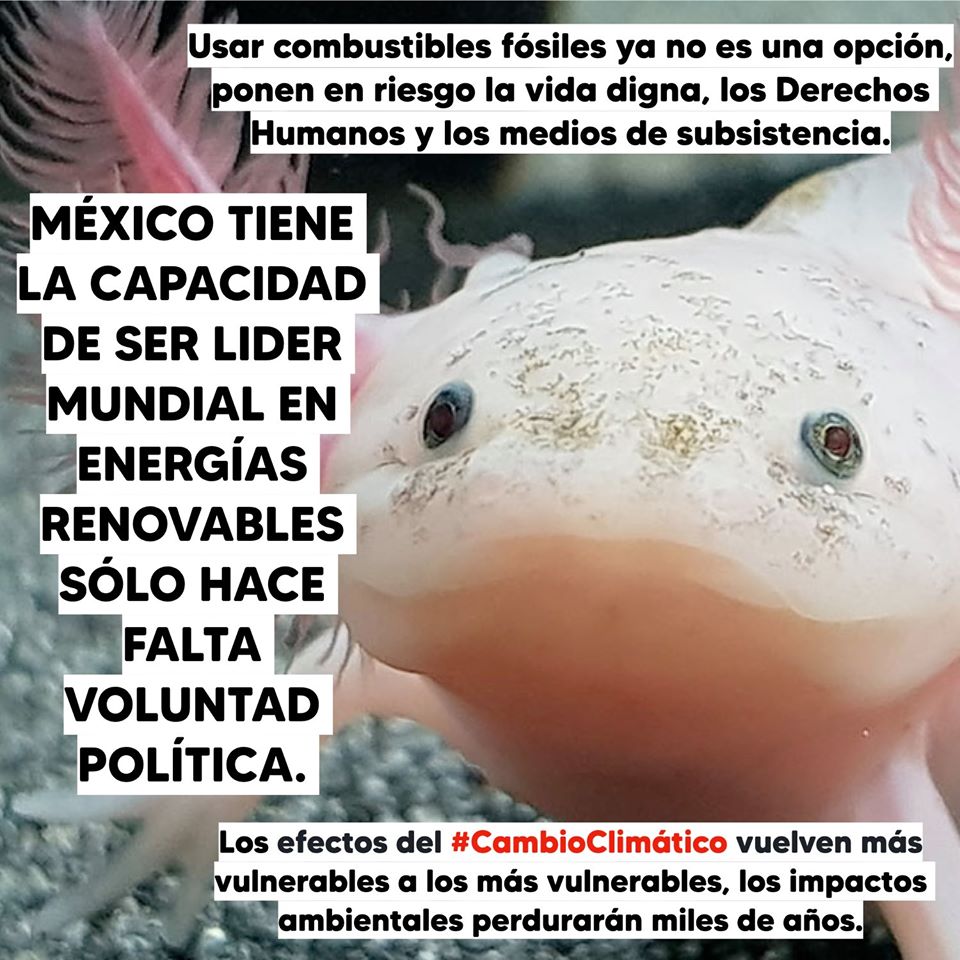 Usar combustibles fósiles ya no es una opción,
ponen en riesgo la vida digna, los Derechos
Humanos y los medios de subsistencia.
MÉXICO TIENE
LA CAPACIDAD
DE SER LIDER
MUNDIAL EN
ENERGÍAS
RENOVABLES
SÓLO HACE
FALTA
VOLUNTAD
POLÍTICA.
Los efectos del #CambioClimático vuelven más
vulnerables a los más vulnerables, los impactos
ambientales perdurarán miles de años.